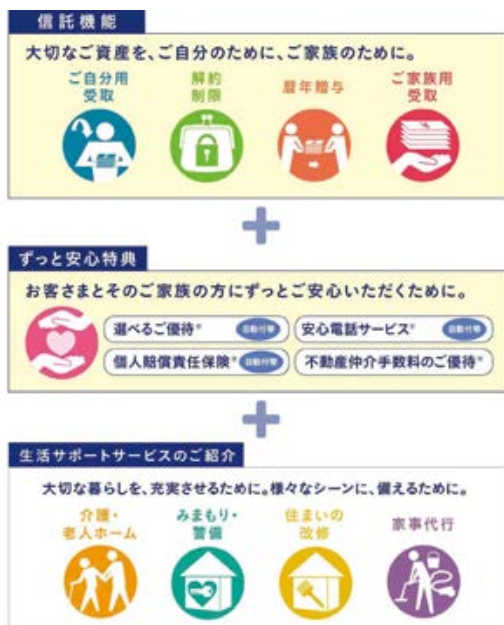 信託機能
大切なご資産を、ご自分のために、ご家族のために。
ご自分用
受取
解約
制限
暦年贈与
ご家族用
受取
ずっと安心特典
お客さまとそのご家族の方にずっとご安心いただくために。
選べるご優待※ 自動付帯
安心電話サービス※ 自動付帯
個人賠償責任保険※ 自動付帯
不動産仲介手数料のご優待※
生活サポートサービスのご紹介
大切な暮らしを、充実させるために。様々なシーンに、備えるために。
介護・
老人ホーム
みまもり・
警備
住まいの
改修
家事代行